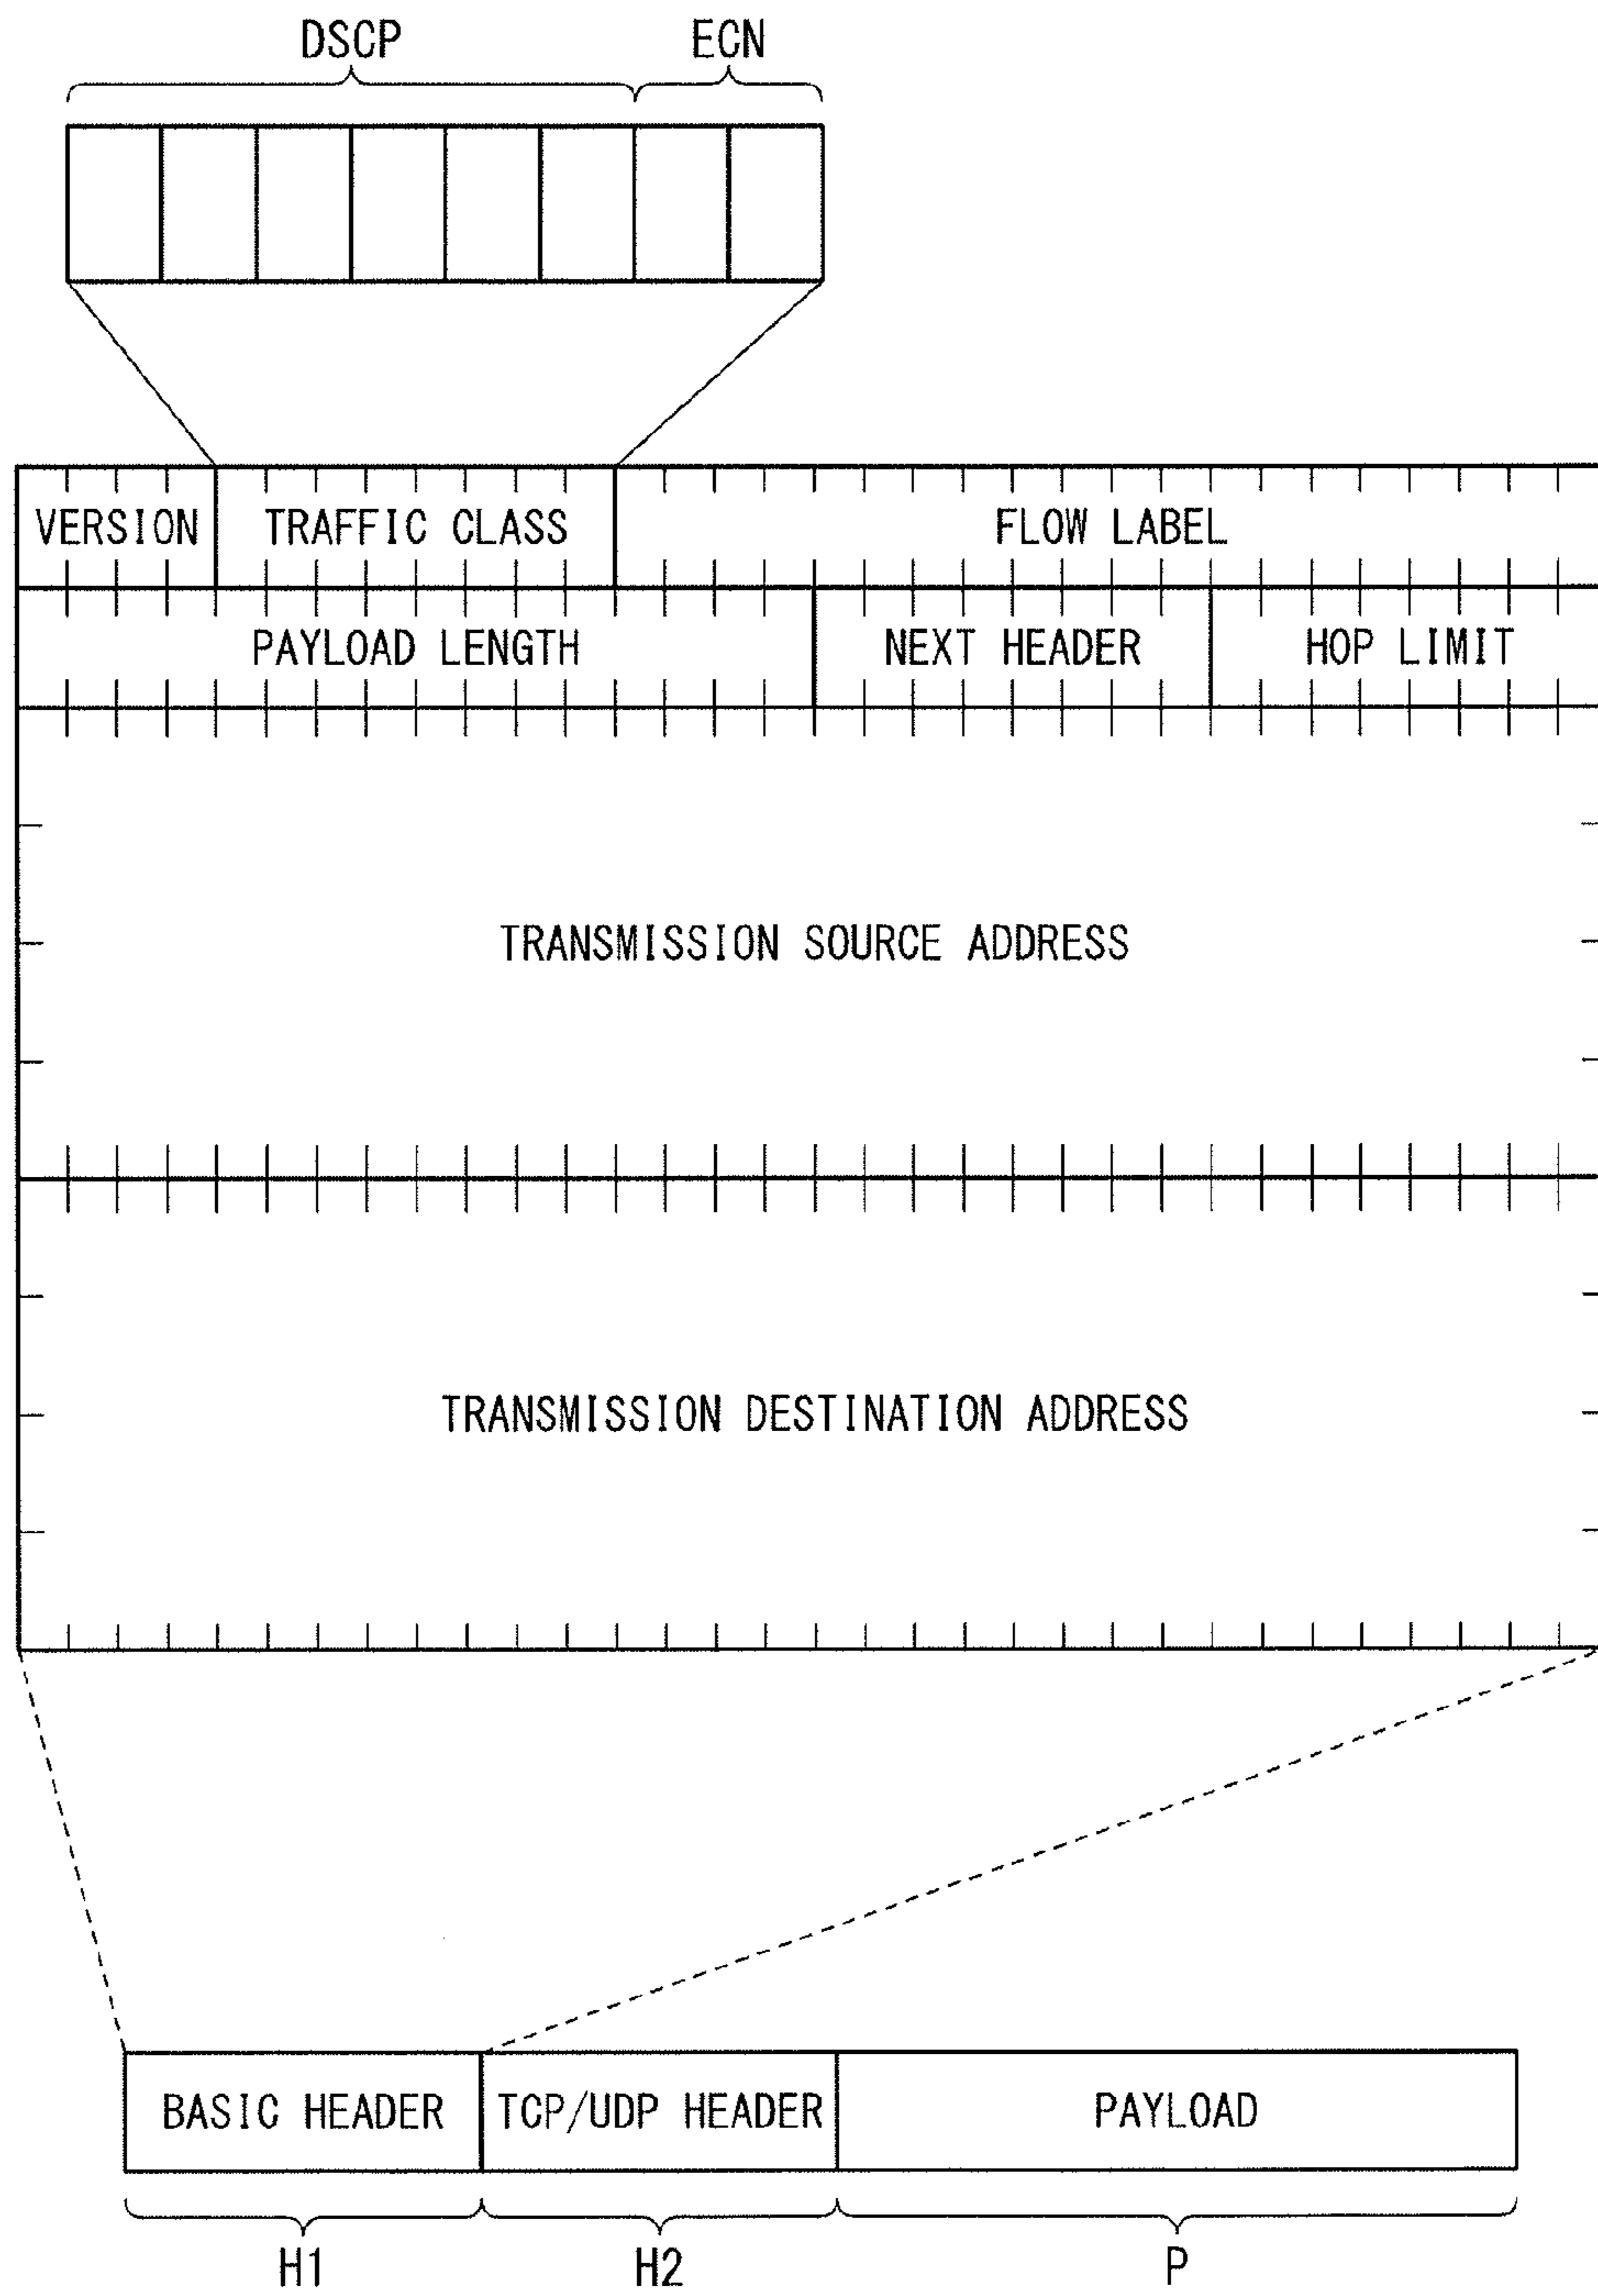 DSCP ECN
VERSION TRAFFIC CLASS FLOW LABEL
PAYLOAD LENGTH NEXT HEADER HOP LIMIT
TRANSMISSION SOURCE ADDRESS
TRANSMISSION DESTINATION ADDRESS
BASIC HEADER TCP/UDP HEADER PAYLOAD
H1 H2 P